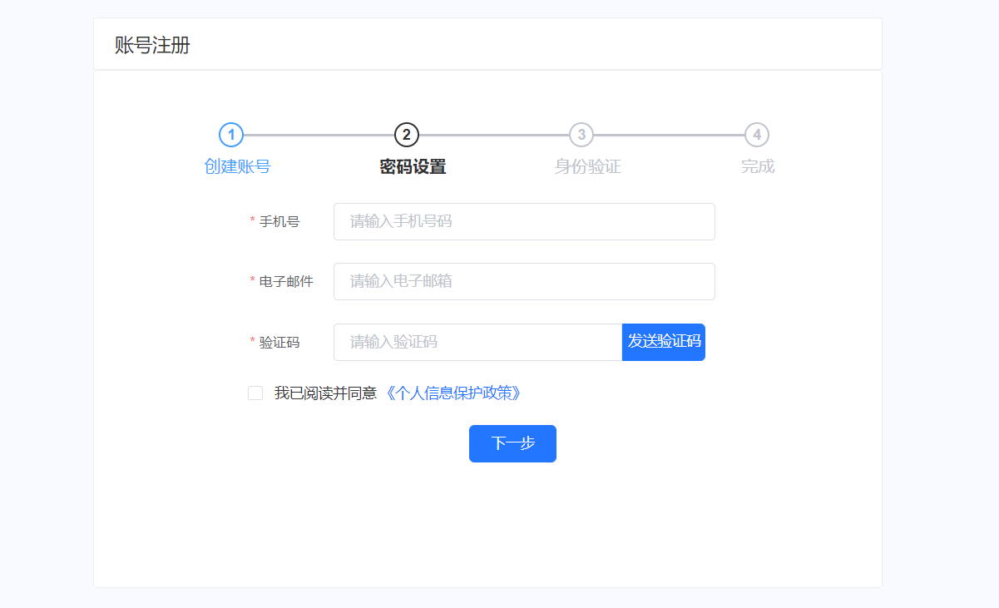 账号注册
1 2 3 4
创建账号 密码设置 身份验证 完成
* 手机号 请输入手机号码
* 电子邮件 请输入电子邮箱
* 验证码 请输入验证码 发送验证码
我已阅读并同意《个人信息保护政策》
下一步